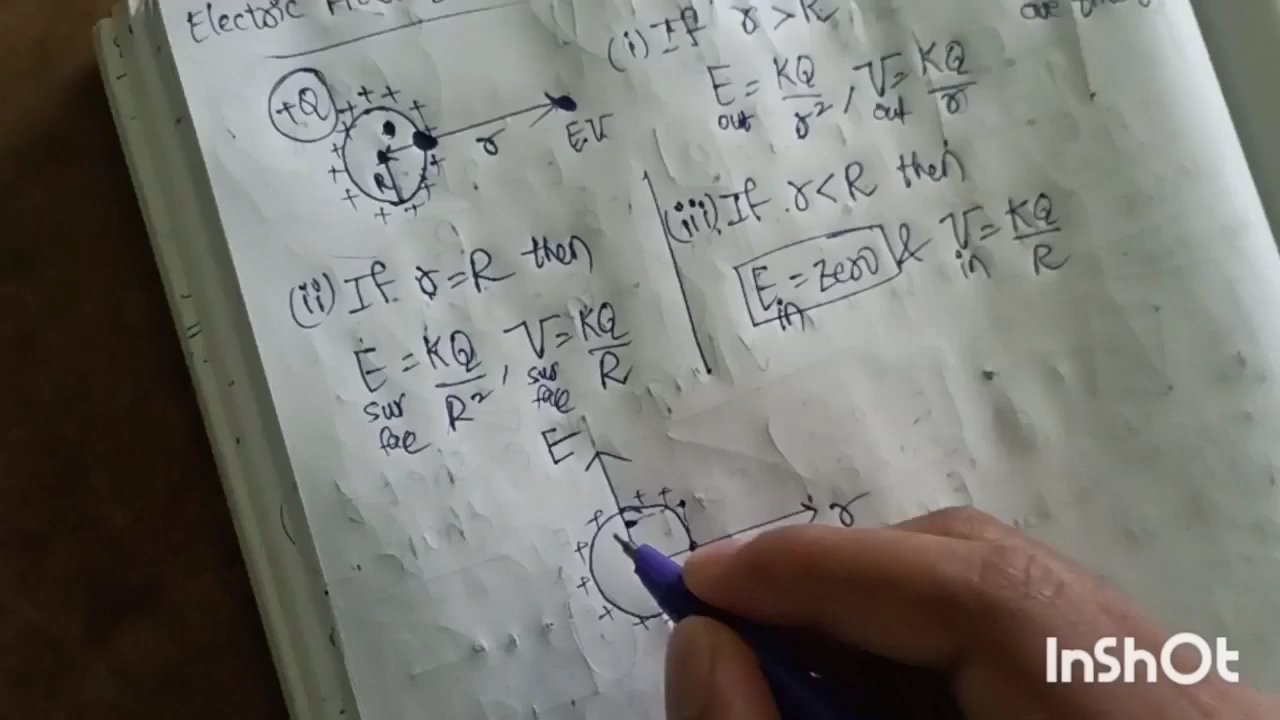 Electric
+Q
R
r
E V
(i) If r > R
E out = KQ/r², V out = KQ/r
(ii) If r = R then
E sur face = KQ/R², V sur face = KQ/R
(iii) If r < R then
E in = Zero & V in = KQ/R
E
r
InShOt